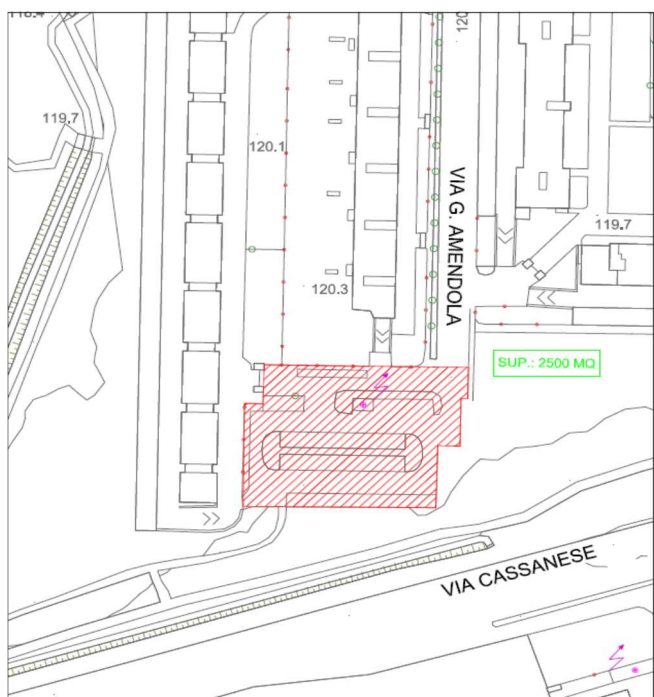 119.7
120.1
VIA G. AMENDOLA
119.7
120.3
SUP.: 2500 MQ
VIA CASSANESE